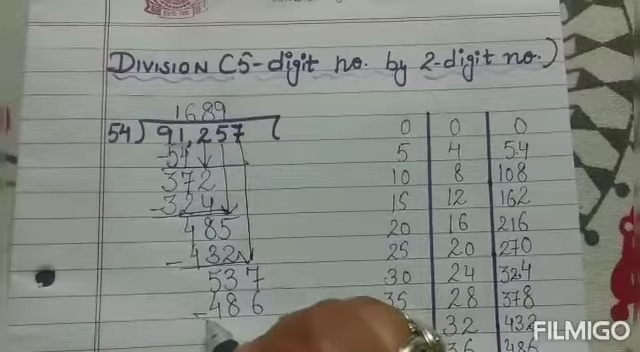 DIVISION (5-digit no. by 2-digit no.)
1689
54) 91,257 (
-54
372
-324
485
-432
537
-486
0 0 0
5 4 54
10 8 108
15 12 162
20 16 216
25 20 270
30 24 324
35 28 378
32 432
36 486
FILMIGO